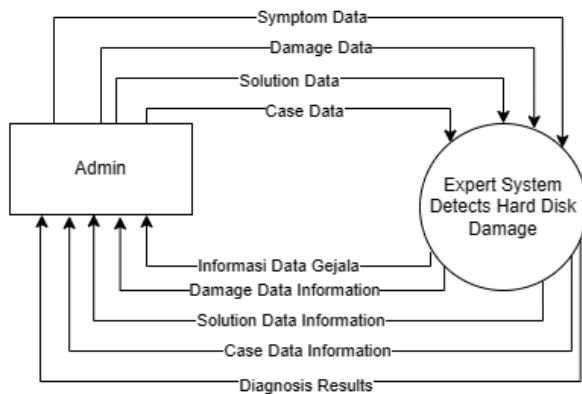 Symptom Data
Damage Data
Solution Data
Case Data
Admin
Expert System
Detects Hard Disk
Damage
Informasi Data Gejala
Damage Data Information
Solution Data Information
Case Data Information
Diagnosis Results